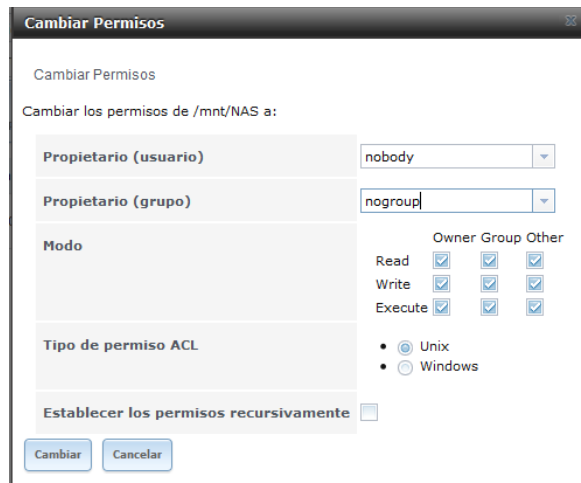 Cambiar Permisos
Cambiar Permisos
Cambiar los permisos de /mnt/NAS a:
Propietario (usuario) nobody
Propietario (grupo) nogroup
Modo Owner Group Other
Read
Write
Execute
Tipo de permiso ACL Unix
Windows
Establecer los permisos recursivamente
Cambiar Cancelar